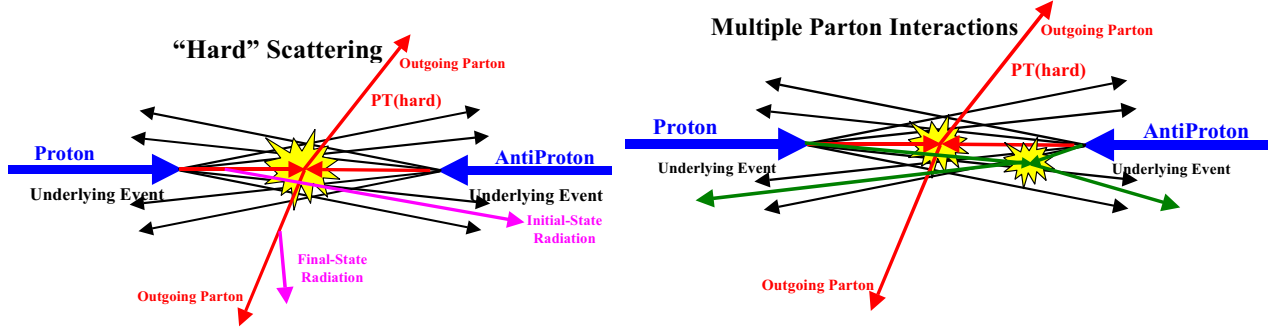 “Hard” Scattering
Outgoing Parton
PT(hard)
Proton
AntiProton
Underlying Event
Underlying Event
Initial-State
Radiation
Final-State
Radiation
Outgoing Parton
Multiple Parton Interactions
Outgoing Parton
PT(hard)
Proton
AntiProton
Underlying Event
Underlying Event
Outgoing Parton